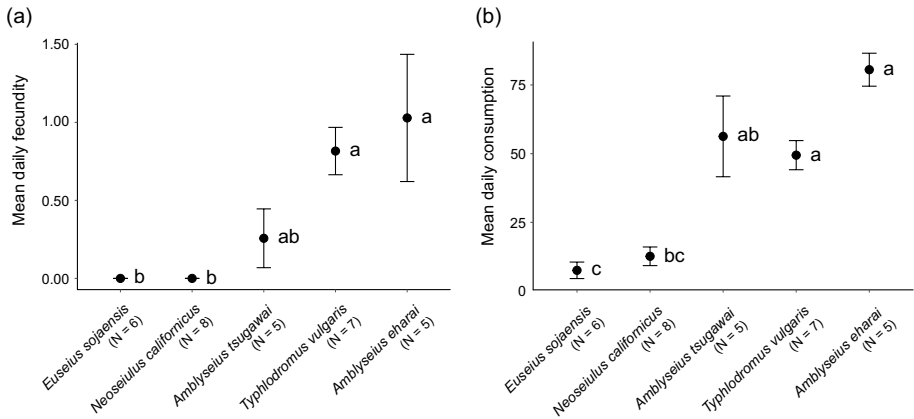 (a)
Mean daily fecundity
1.50
1.00
0.50
0.00
b
b
ab
a
a
Euseius sojaensis
(N = 6)
Neoseiulus californicus
(N = 8)
Amblyseius tsugawai
(N = 5)
Typhlodromus vulgaris
(N = 7)
Amblyseius eharai
(N = 5)
(b)
Mean daily consumption
75
50
25
0
c
bc
ab
a
a
Euseius sojaensis
(N = 6)
Neoseiulus californicus
(N = 8)
Amblyseius tsugawai
(N = 5)
Typhlodromus vulgaris
(N = 7)
Amblyseius eharai
(N = 5)